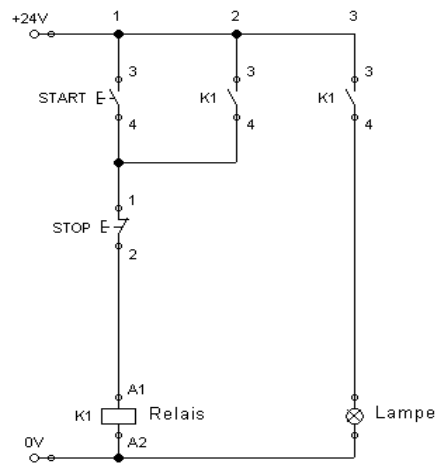 1 2 3
+24V
3 3 3
START K1 K1
4 4 4
1
STOP
2
A1
K1 Relais Lampe
A2
0V